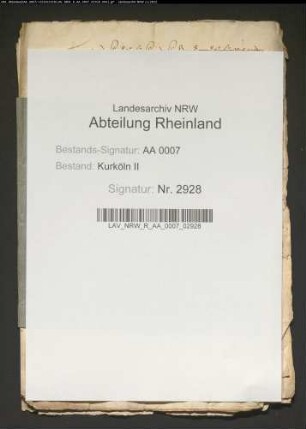 Landesarchiv NRW
Abteilung Rheinland
Bestands-Signatur: AA 0007
Bestand: Kurköln II
Signatur: Nr. 2928
LAV_NRW_R_AA_0007_02928